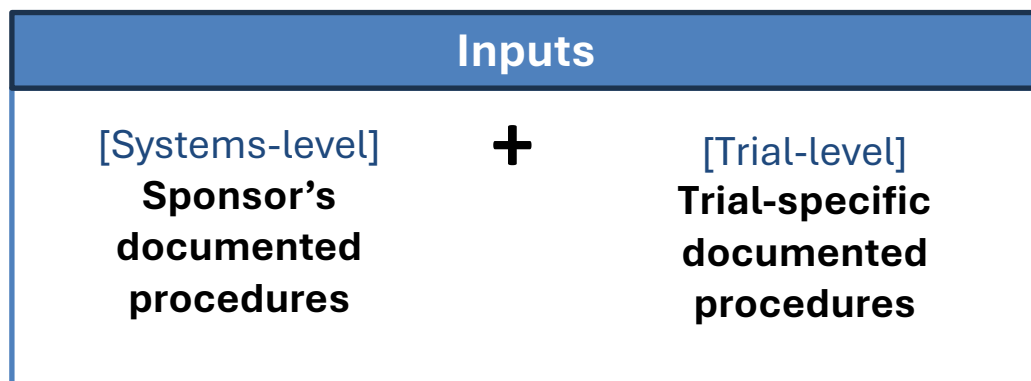 Inputs
[Systems-level]
Sponsor’s
documented
procedures
+
[Trial-level]
Trial-specific
documented
procedures